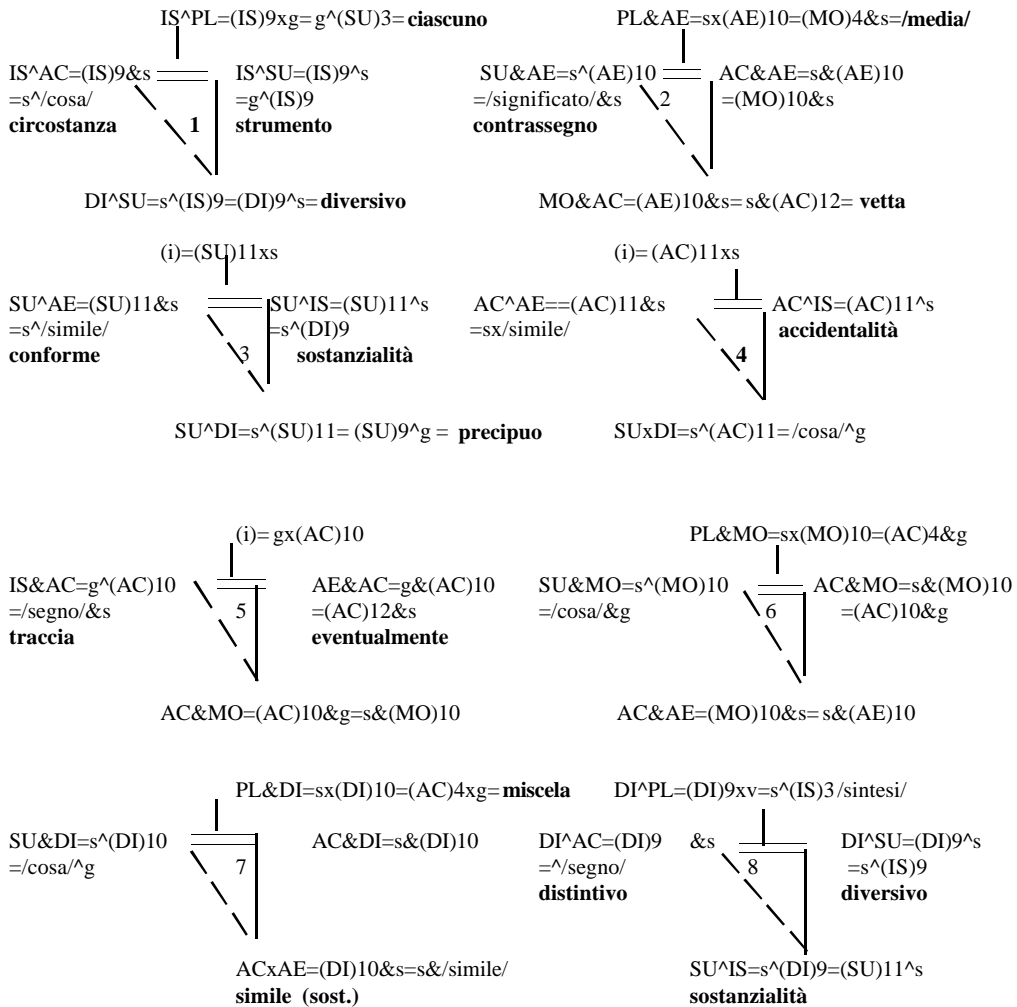 IS^PL=(IS)9xg= g^(SU)3= ciascuno
IS^AC=(IS)9&s
=s^/cosa/
circostanza
1
IS^SU=(IS)9^s
=g^(IS)9
strumento
DI^SU=s^(IS)9=(DI)9^s= diversivo
PL&AE=sx(AE)10=(MO)4&s=/media/
SU&AE=s^(AE)10
=/significato/&s
contrassegno
2
AC&AE=s&(AE)10
=(MO)10&s
MO&AC=(AE)10&s= s&(AC)12= vetta
(i)=(SU)11xs
SU^AE=(SU)11&s
=s^/simile/
conforme
3
SU^IS=(SU)11^s
=s^(DI)9
sostanzialità
SU^DI=s^(SU)11= (SU)9^g = precipuo
(i)= (AC)11xs
AC^AE==(AC)11&s
=sx/simile/
4
AC^IS=(AC)11^s
accidentalità
SUxDI=s^(AC)11=/cosa/^g
(i)= gx(AC)10
IS&AC=g^(AC)10
=/segno/&s
traccia
5
AE&AC=g&(AC)10
=(AC)12&s
eventualmente
AC&MO=(AC)10&g=s&(MO)10
PL&MO=sx(MO)10=(AC)4&g
SU&MO=s^(MO)10
=/cosa/&g
6
AC&MO=s&(MO)10
=(AC)10&g
AC&AE=(MO)10&s= s&(AE)10
PL&DI=sx(DI)10=(AC)4xg= miscela
SU&DI=s^(DI)10
=/cosa/^g
7
AC&DI=s&(DI)10
ACxAE=(DI)10&s=s&/simile/
simile (sost.)
DI^PL=(DI)9xv=s^(IS)3/sintesi/
DI^AC=(DI)9 &s
=^/segno/
distintivo
8
DI^SU=(DI)9^s
=s^(IS)9
diversivo
SU^IS=s^(DI)9=(SU)11^s
sostanzialità